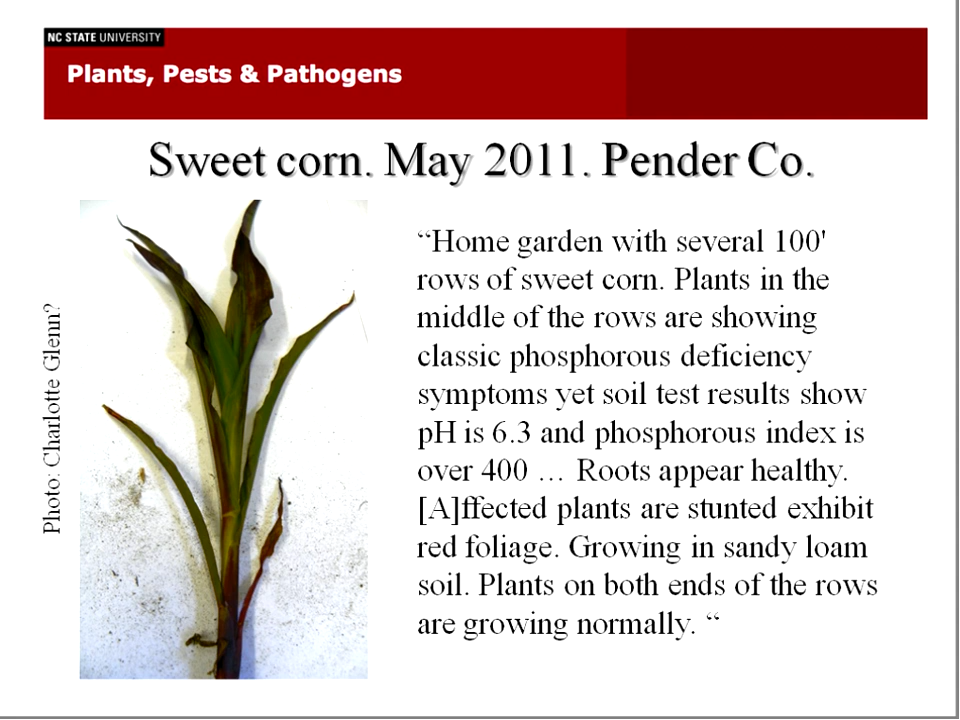 NC STATE UNIVERSITY
Plants, Pests & Pathogens
Sweet corn. May 2011. Pender Co.
Photo: Charlotte Glenn?
“Home garden with several 100'
rows of sweet corn. Plants in the
middle of the rows are showing
classic phosphorous deficiency
symptoms yet soil test results show
pH is 6.3 and phosphorous index is
over 400 … Roots appear healthy.
[A]ffected plants are stunted exhibit
red foliage. Growing in sandy loam
soil. Plants on both ends of the rows
are growing normally. “